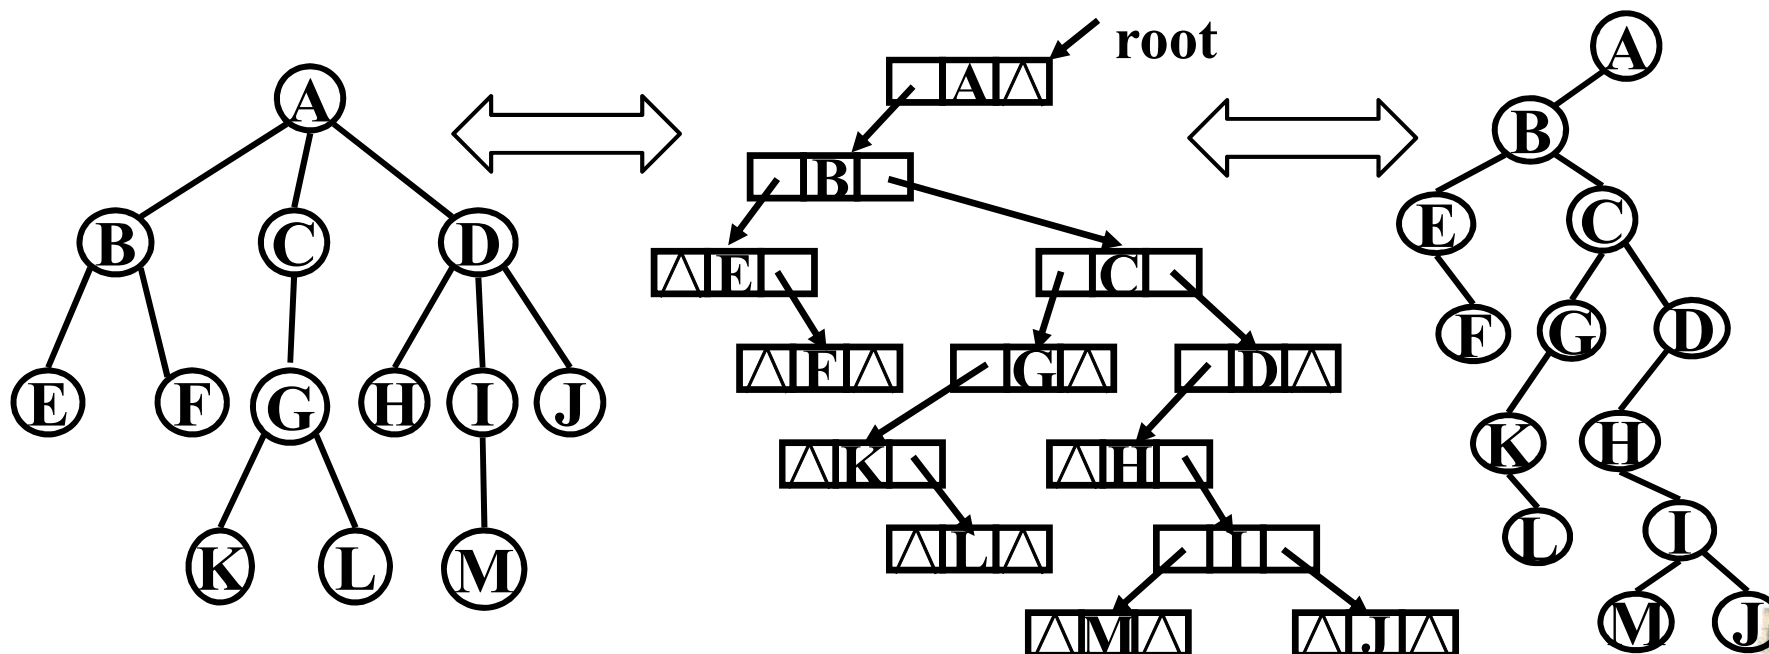 A
B C D
E F G H I J
K L M
root
A ∧
B
∧ E C
∧ F ∧ G ∧ D ∧
∧ K ∧ H
∧ L ∧ I
∧ M ∧ ∧ J ∧
A
B
E C
F G D
K H
L I
M J